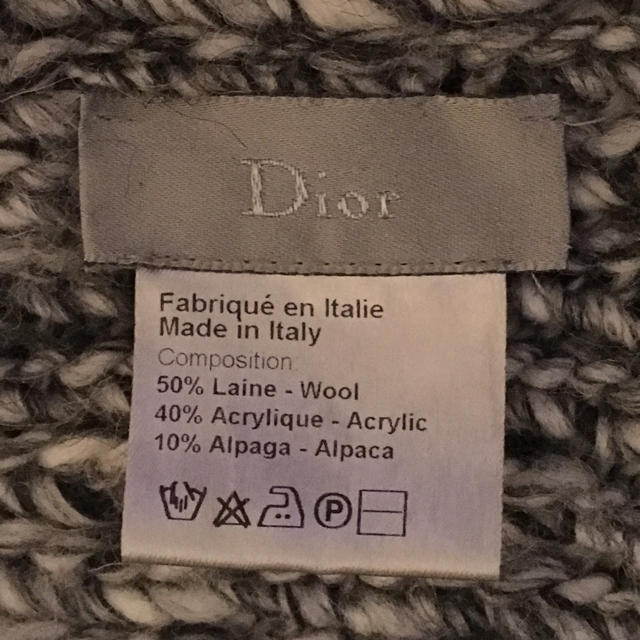 Dior
Fabriqué en Italie
Made in Italy
Composition:
50% Laine - Wool
40% Acrylique - Acrylic
10% Alpaga - Alpaca
P